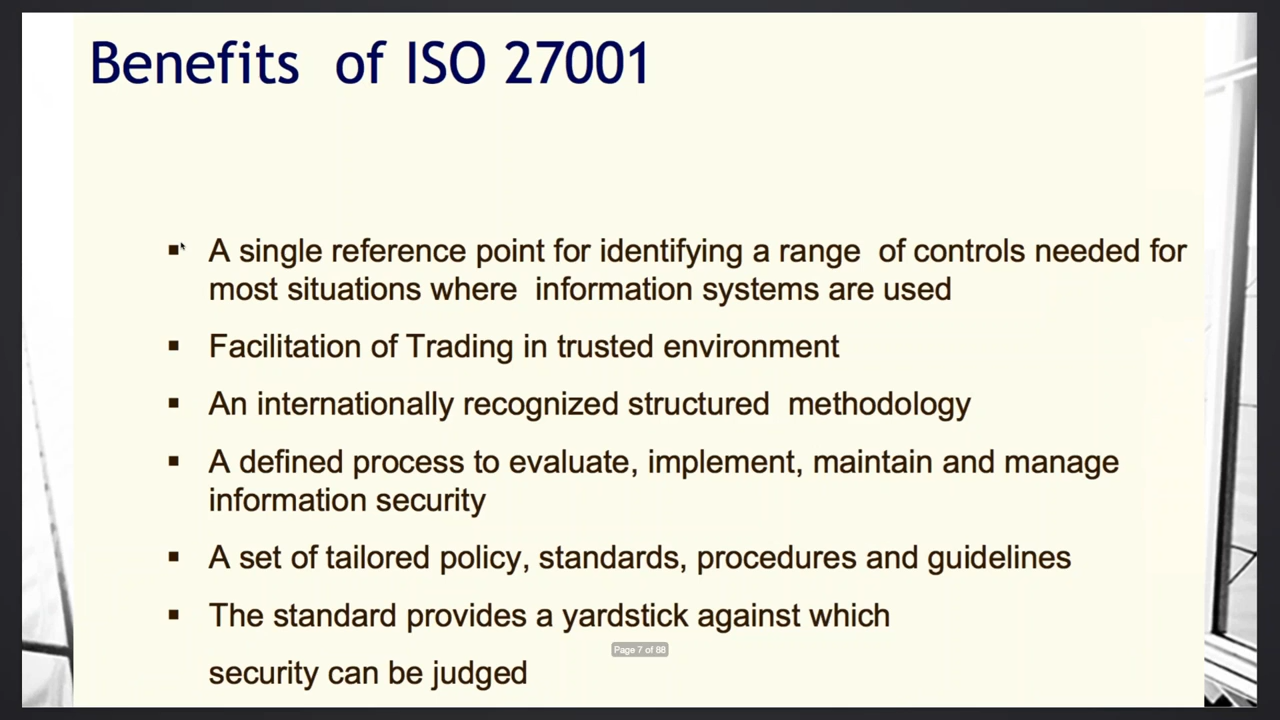 Benefits of ISO 27001
▪ A single reference point for identifying a range of controls needed for
most situations where information systems are used
▪ Facilitation of Trading in trusted environment
▪ An internationally recognized structured methodology
▪ A defined process to evaluate, implement, maintain and manage
information security
▪ A set of tailored policy, standards, procedures and guidelines
▪ The standard provides a yardstick against which
Page 7 of 88
security can be judged